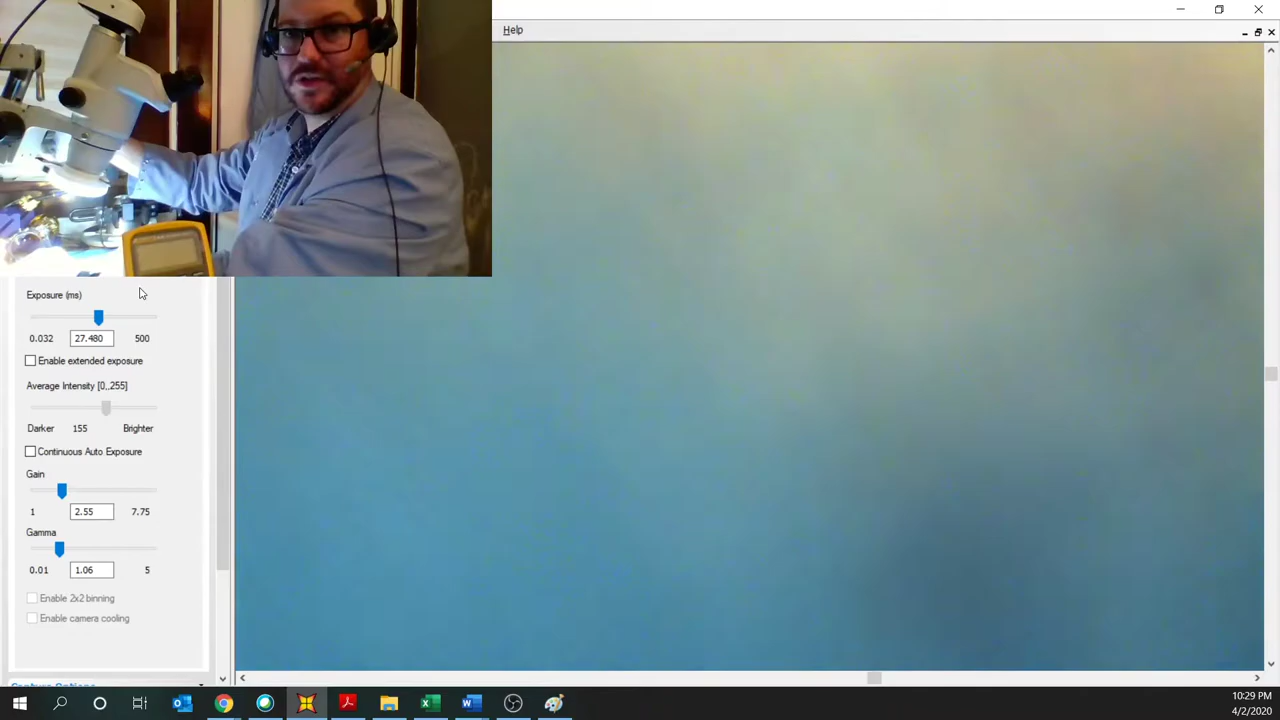 Help
Exposure (ms)
0.032 27.480 500
Enable extended exposure
Average Intensity [0,,255]
Darker 155 Brighter
Continuous Auto Exposure
Gain
1 2.55 7.75
Gamma
0.01 1.06 5
Enable 2x2 binning
Enable camera cooling
10:29 PM
4/2/2020